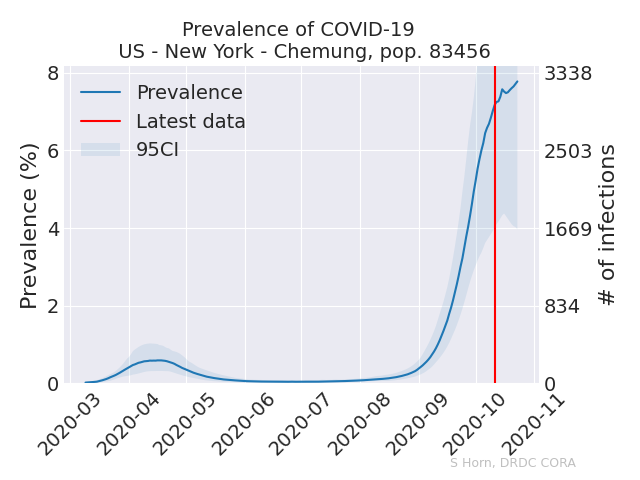 Prevalence of COVID-19
US - New York - Chemung, pop. 83456
Prevalence
Latest data
95CI
Prevalence (%)
8
6
4
2
0
3338
2503
1669
834
0
# of infections
2020-03
2020-04
2020-05
2020-06
2020-07
2020-08
2020-09
2020-10
2020-11
S Horn, DRDC CORA